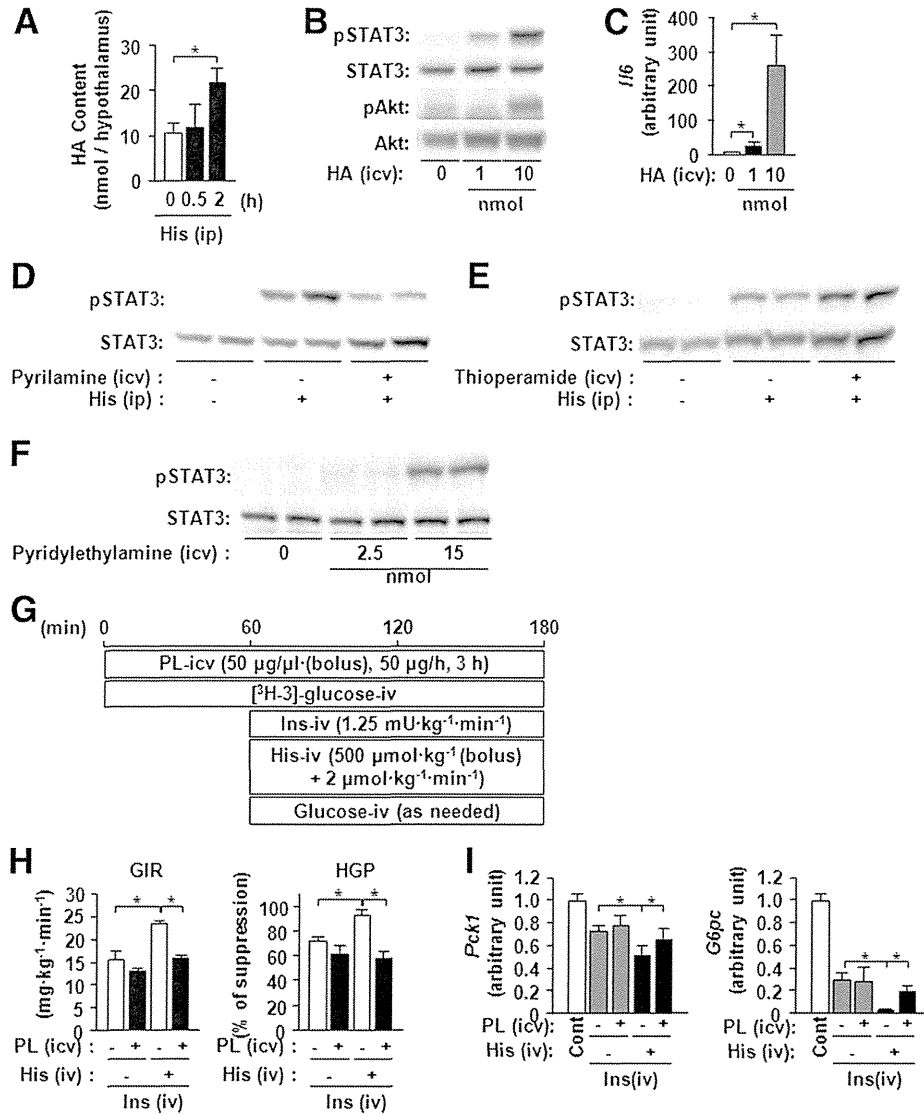 A
HA Content
(nmol / hypothalamus)
30
20
10
0
*
0 0.5 2 (h)
His (ip)
B
pSTAT3:
STAT3:
pAkt:
Akt:
HA (icv): 0 1 10
nmol
C
Il6
(arbitrary unit)
400
300
200
100
0
*
*
HA (icv): 0 1 10
nmol
D
pSTAT3:
STAT3:
Pyrilamine (icv) : - - +
His (ip) : - + +
E
pSTAT3:
STAT3:
Thioperamide (icv) : - - +
His (ip) : - + +
F
pSTAT3:
STAT3:
Pyridylethylamine (icv) : 0 2.5 15
nmol
G
(min) 0 60 120 180
PL-icv (50 µg/µl·(bolus), 50 µg/h, 3 h)
[³H-3]-glucose-iv
Ins-iv (1.25 mU·kg⁻¹·min⁻¹)
His-iv (500 µmol·kg⁻¹ (bolus)
+ 2 µmol·kg⁻¹·min⁻¹)
Glucose-iv (as needed)
H
GIR
(mg·kg⁻¹·min⁻¹)
30
25
20
15
10
5
0
* *
PL (icv) : - + - +
His (iv) : - +
Ins (iv)
HGP
(% of suppression)
100
80
60
40
20
0
* *
PL (icv) : - + - +
His (iv) : - +
Ins (iv)
I
Pck1
(arbitrary unit)
1.2
1.0
0.8
0.6
0.4
0.2
0
* *
PL (icv): Cont - + - +
His (iv): - +
Ins(iv)
G6pc
(arbitrary unit)
1.2
1.0
0.8
0.6
0.4
0.2
0
* *
PL (icv): Cont - + - +
His (iv): - +
Ins(iv)